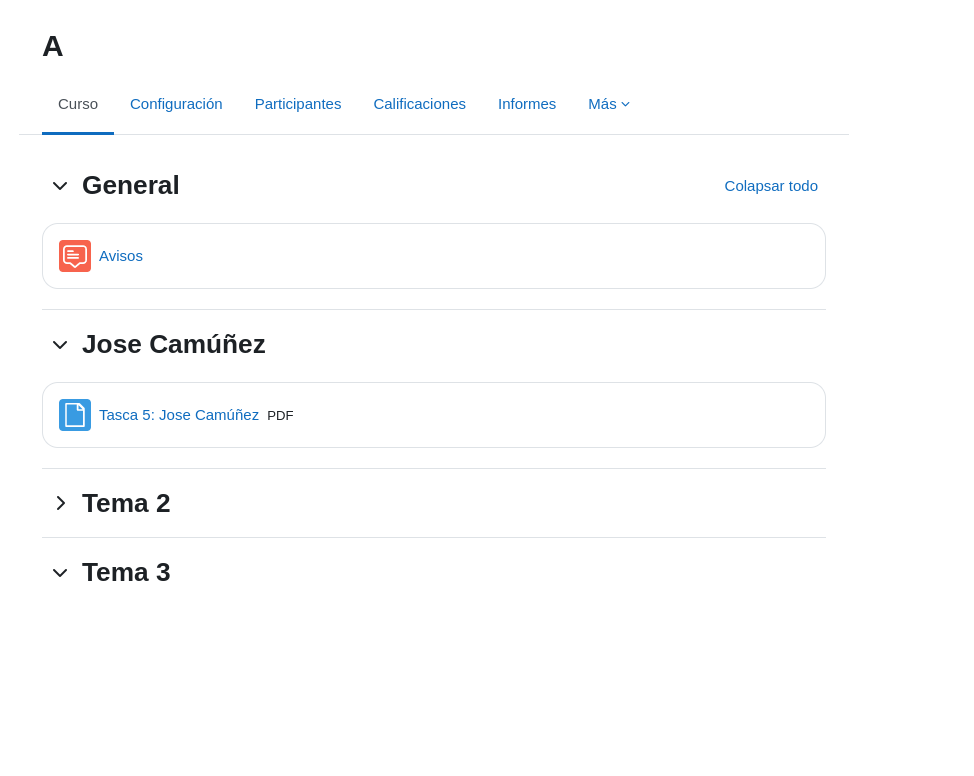 A
Curso Configuración Participantes Calificaciones Informes Más
General Colapsar todo
Avisos
Jose Camúñez
Tasca 5: Jose Camúñez PDF
Tema 2
Tema 3